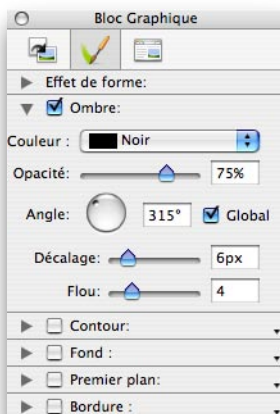 Bloc Graphique
Effet de forme:
Ombre:
Couleur : Noir
Opacité: 75%
Angle: 315° Global
Décalage: 6px
Flou: 4
Contour:
Fond :
Premier plan:
Bordure :